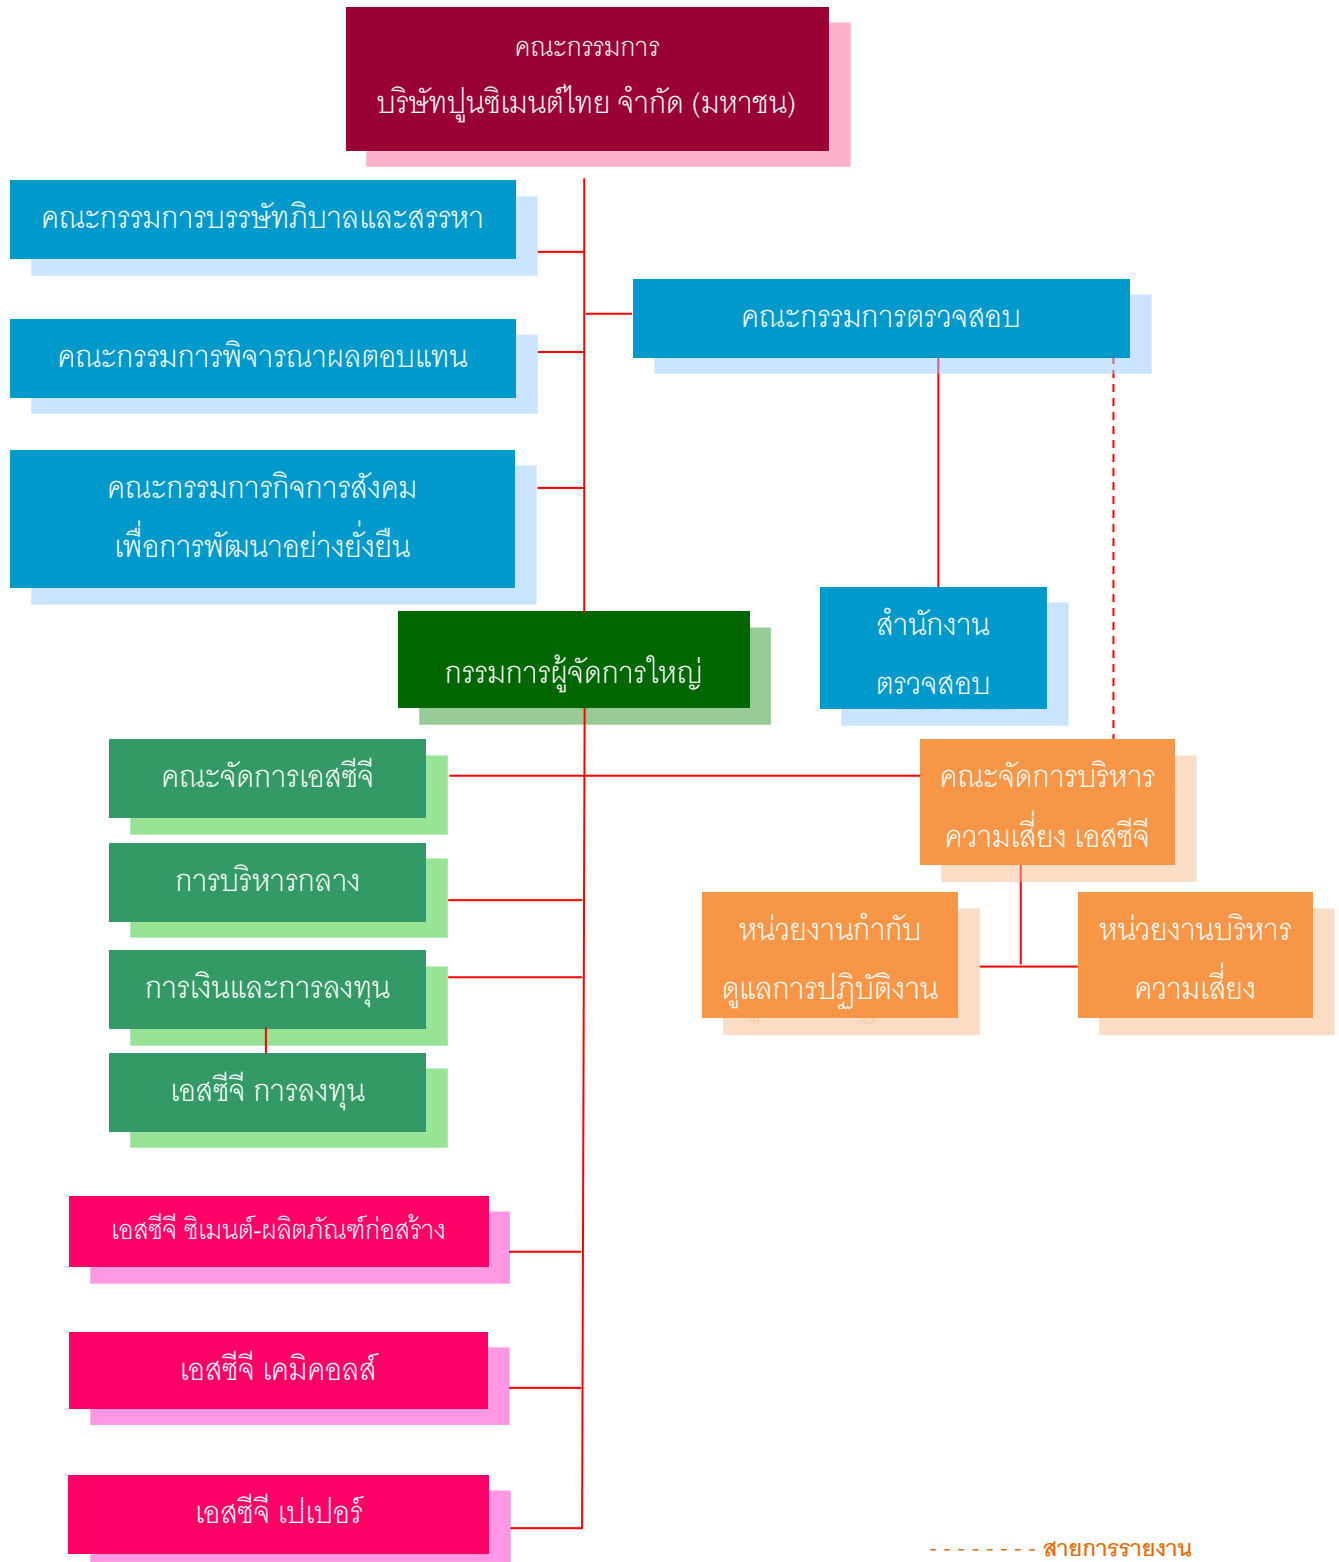 คณะกรรมการ
บริษัทปูนซิเมนต์ไทย จำกัด (มหาชน)
คณะกรรมการบรรษัทภิบาลและสรรหา
คณะกรรมการตรวจสอบ
คณะกรรมการพิจารณาผลตอบแทน
คณะกรรมการกิจการสังคม
เพื่อการพัฒนาอย่างยั่งยืน
สำนักงาน
ตรวจสอบ
กรรมการผู้จัดการใหญ่
คณะจัดการเอสซีจี
คณะจัดการบริหาร
ความเสี่ยง เอสซีจี
การบริหารกลาง
หน่วยงานกำกับ
ดูแลการปฏิบัติงาน
หน่วยงานบริหาร
ความเสี่ยง
การเงินและการลงทุน
เอสซีจี การลงทุน
เอสซีจี ซิเมนต์-ผลิตภัณฑ์ก่อสร้าง
เอสซีจี เคมิคอลส์
เอสซีจี เปเปอร์
- - - - - - - - สายการรายงาน